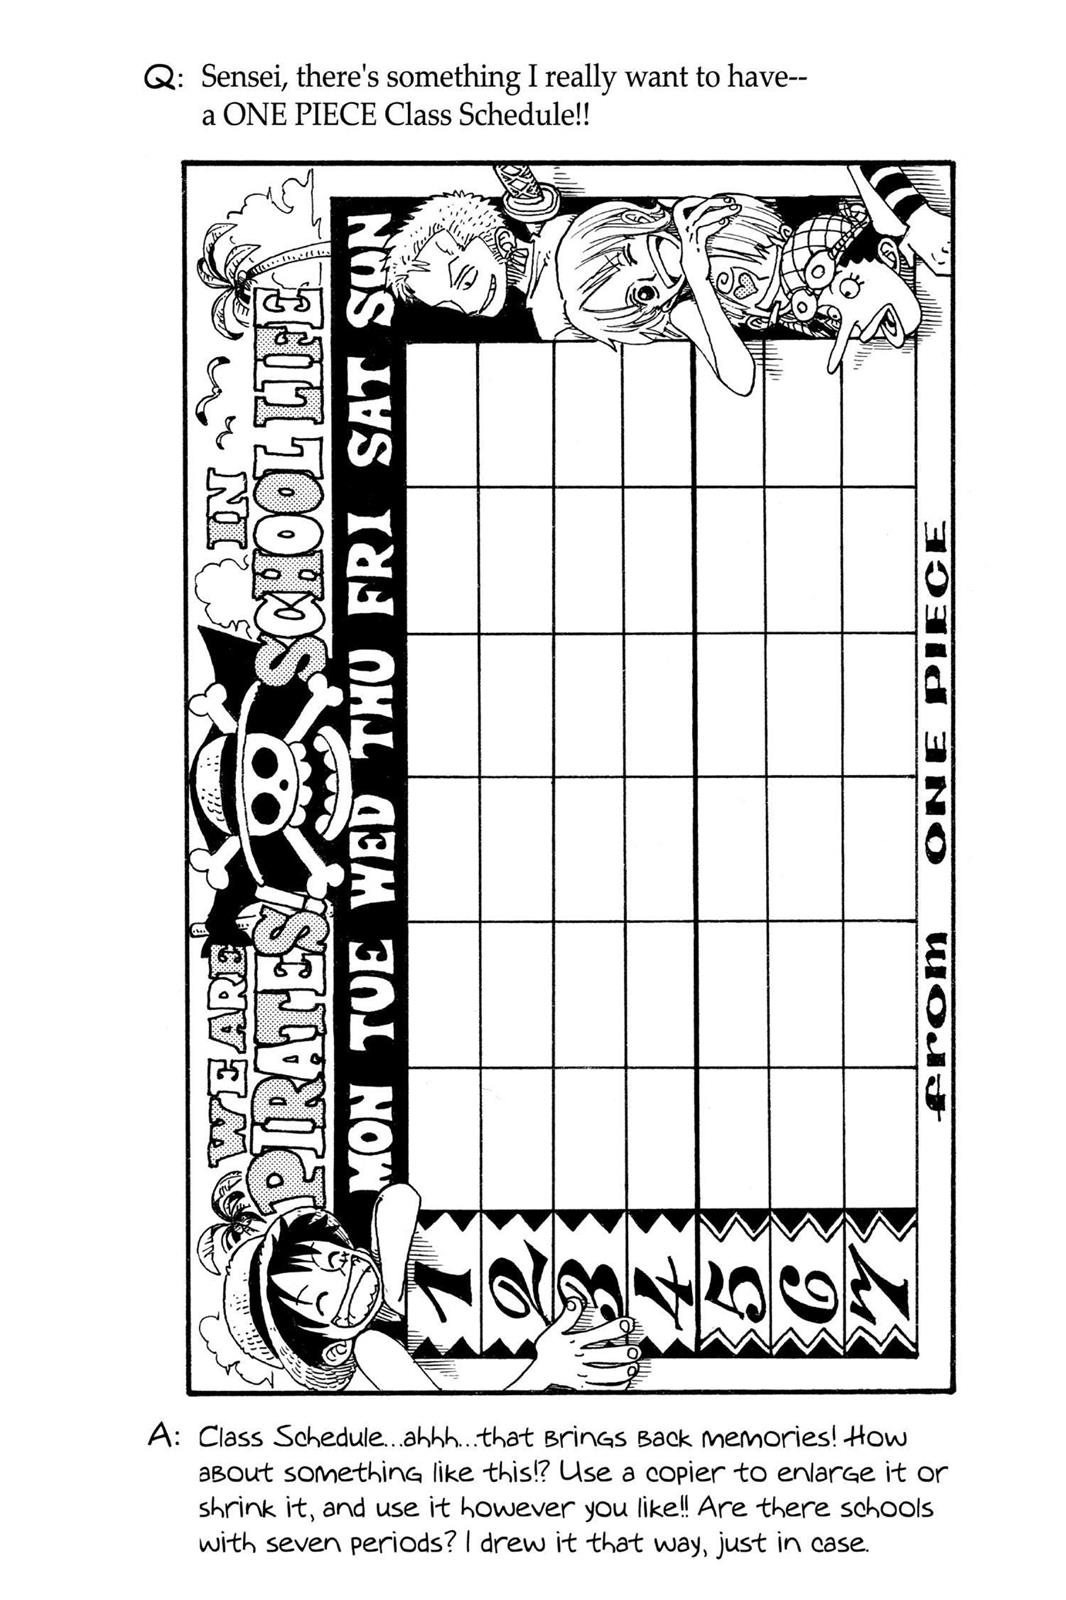 Q: Sensei, there's something I really want to have--
a ONE PIECE Class Schedule!!
WE ARE
PIRATES!!
IN
SCHOOL LIFE
MON TUE WED THU FRI SAT SUN
1
2
3
4
5
6
7
from ONE PIECE
A: Class Schedule...ahhh...that brings back memories! How
about something like this!? Use a copier to enlarge it or
shrink it, and use it however you like!! Are there schools
with seven periods? I drew it that way, just in case.